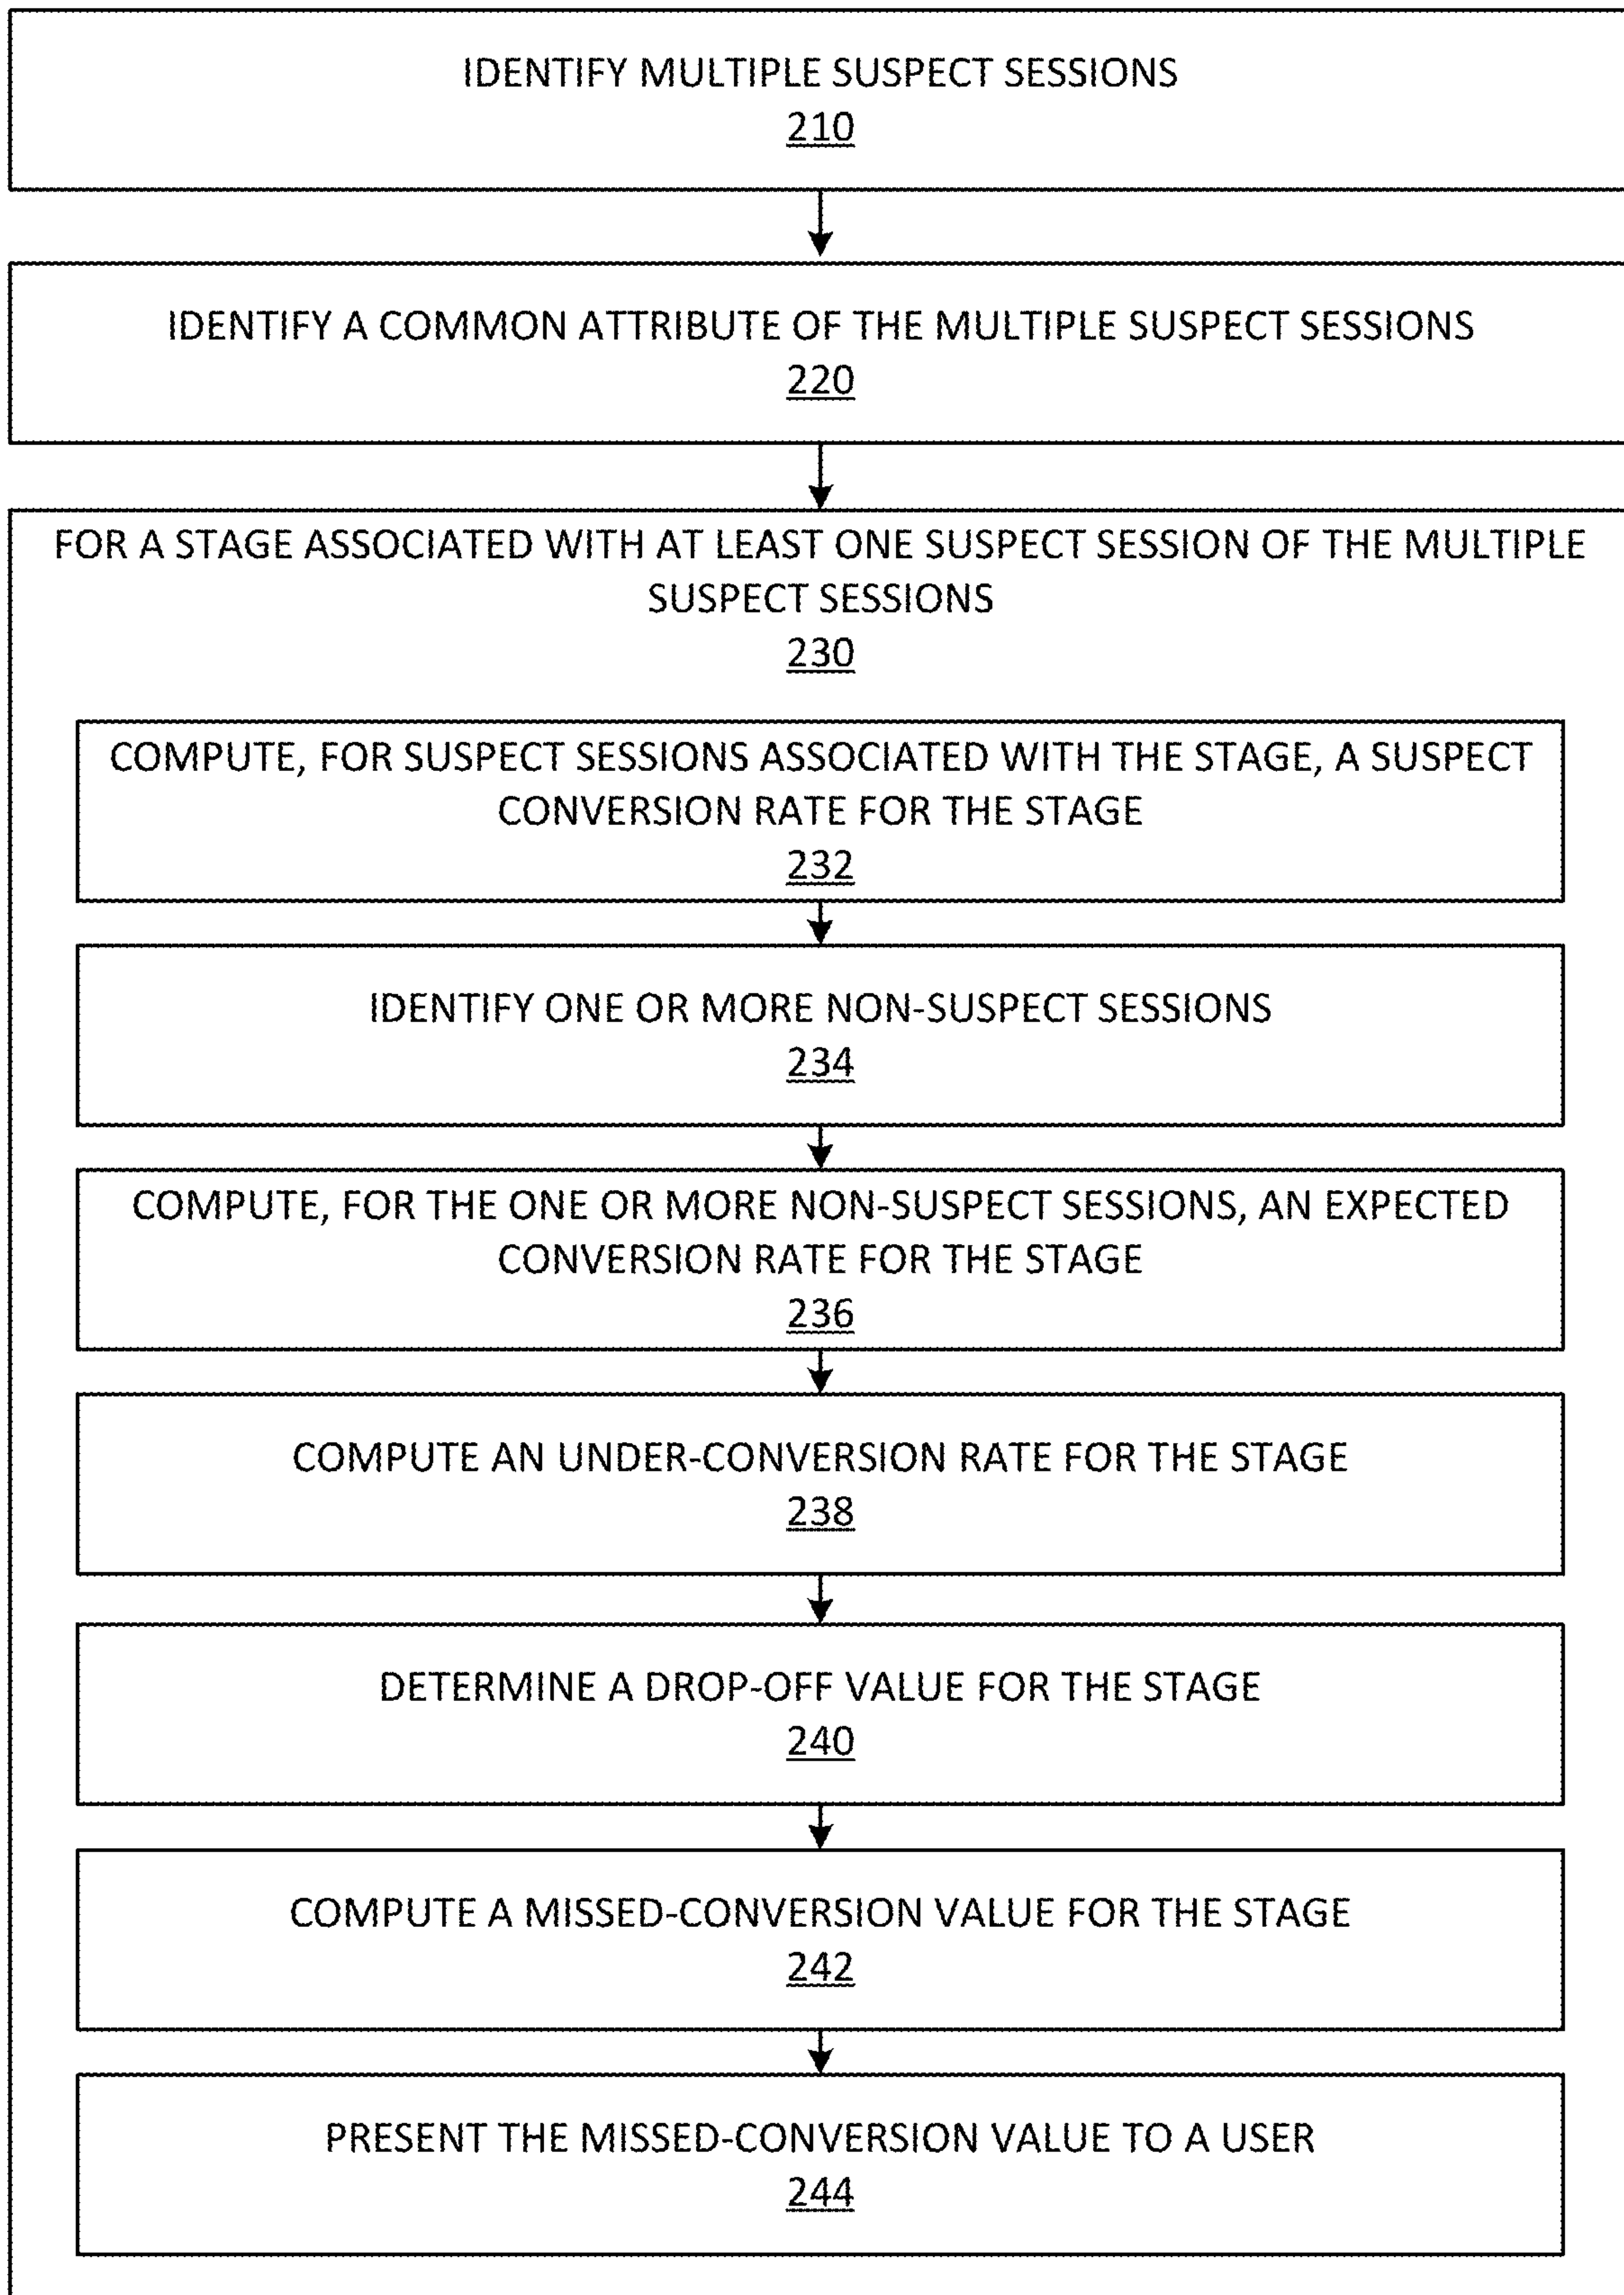 IDENTIFY MULTIPLE SUSPECT SESSIONS
210
IDENTIFY A COMMON ATTRIBUTE OF THE MULTIPLE SUSPECT SESSIONS
220
FOR A STAGE ASSOCIATED WITH AT LEAST ONE SUSPECT SESSION OF THE MULTIPLE
SUSPECT SESSIONS
230
COMPUTE, FOR SUSPECT SESSIONS ASSOCIATED WITH THE STAGE, A SUSPECT
CONVERSION RATE FOR THE STAGE
232
IDENTIFY ONE OR MORE NON-SUSPECT SESSIONS
234
COMPUTE, FOR THE ONE OR MORE NON-SUSPECT SESSIONS, AN EXPECTED
CONVERSION RATE FOR THE STAGE
236
COMPUTE AN UNDER-CONVERSION RATE FOR THE STAGE
238
DETERMINE A DROP-OFF VALUE FOR THE STAGE
240
COMPUTE A MISSED-CONVERSION VALUE FOR THE STAGE
242
PRESENT THE MISSED-CONVERSION VALUE TO A USER
244